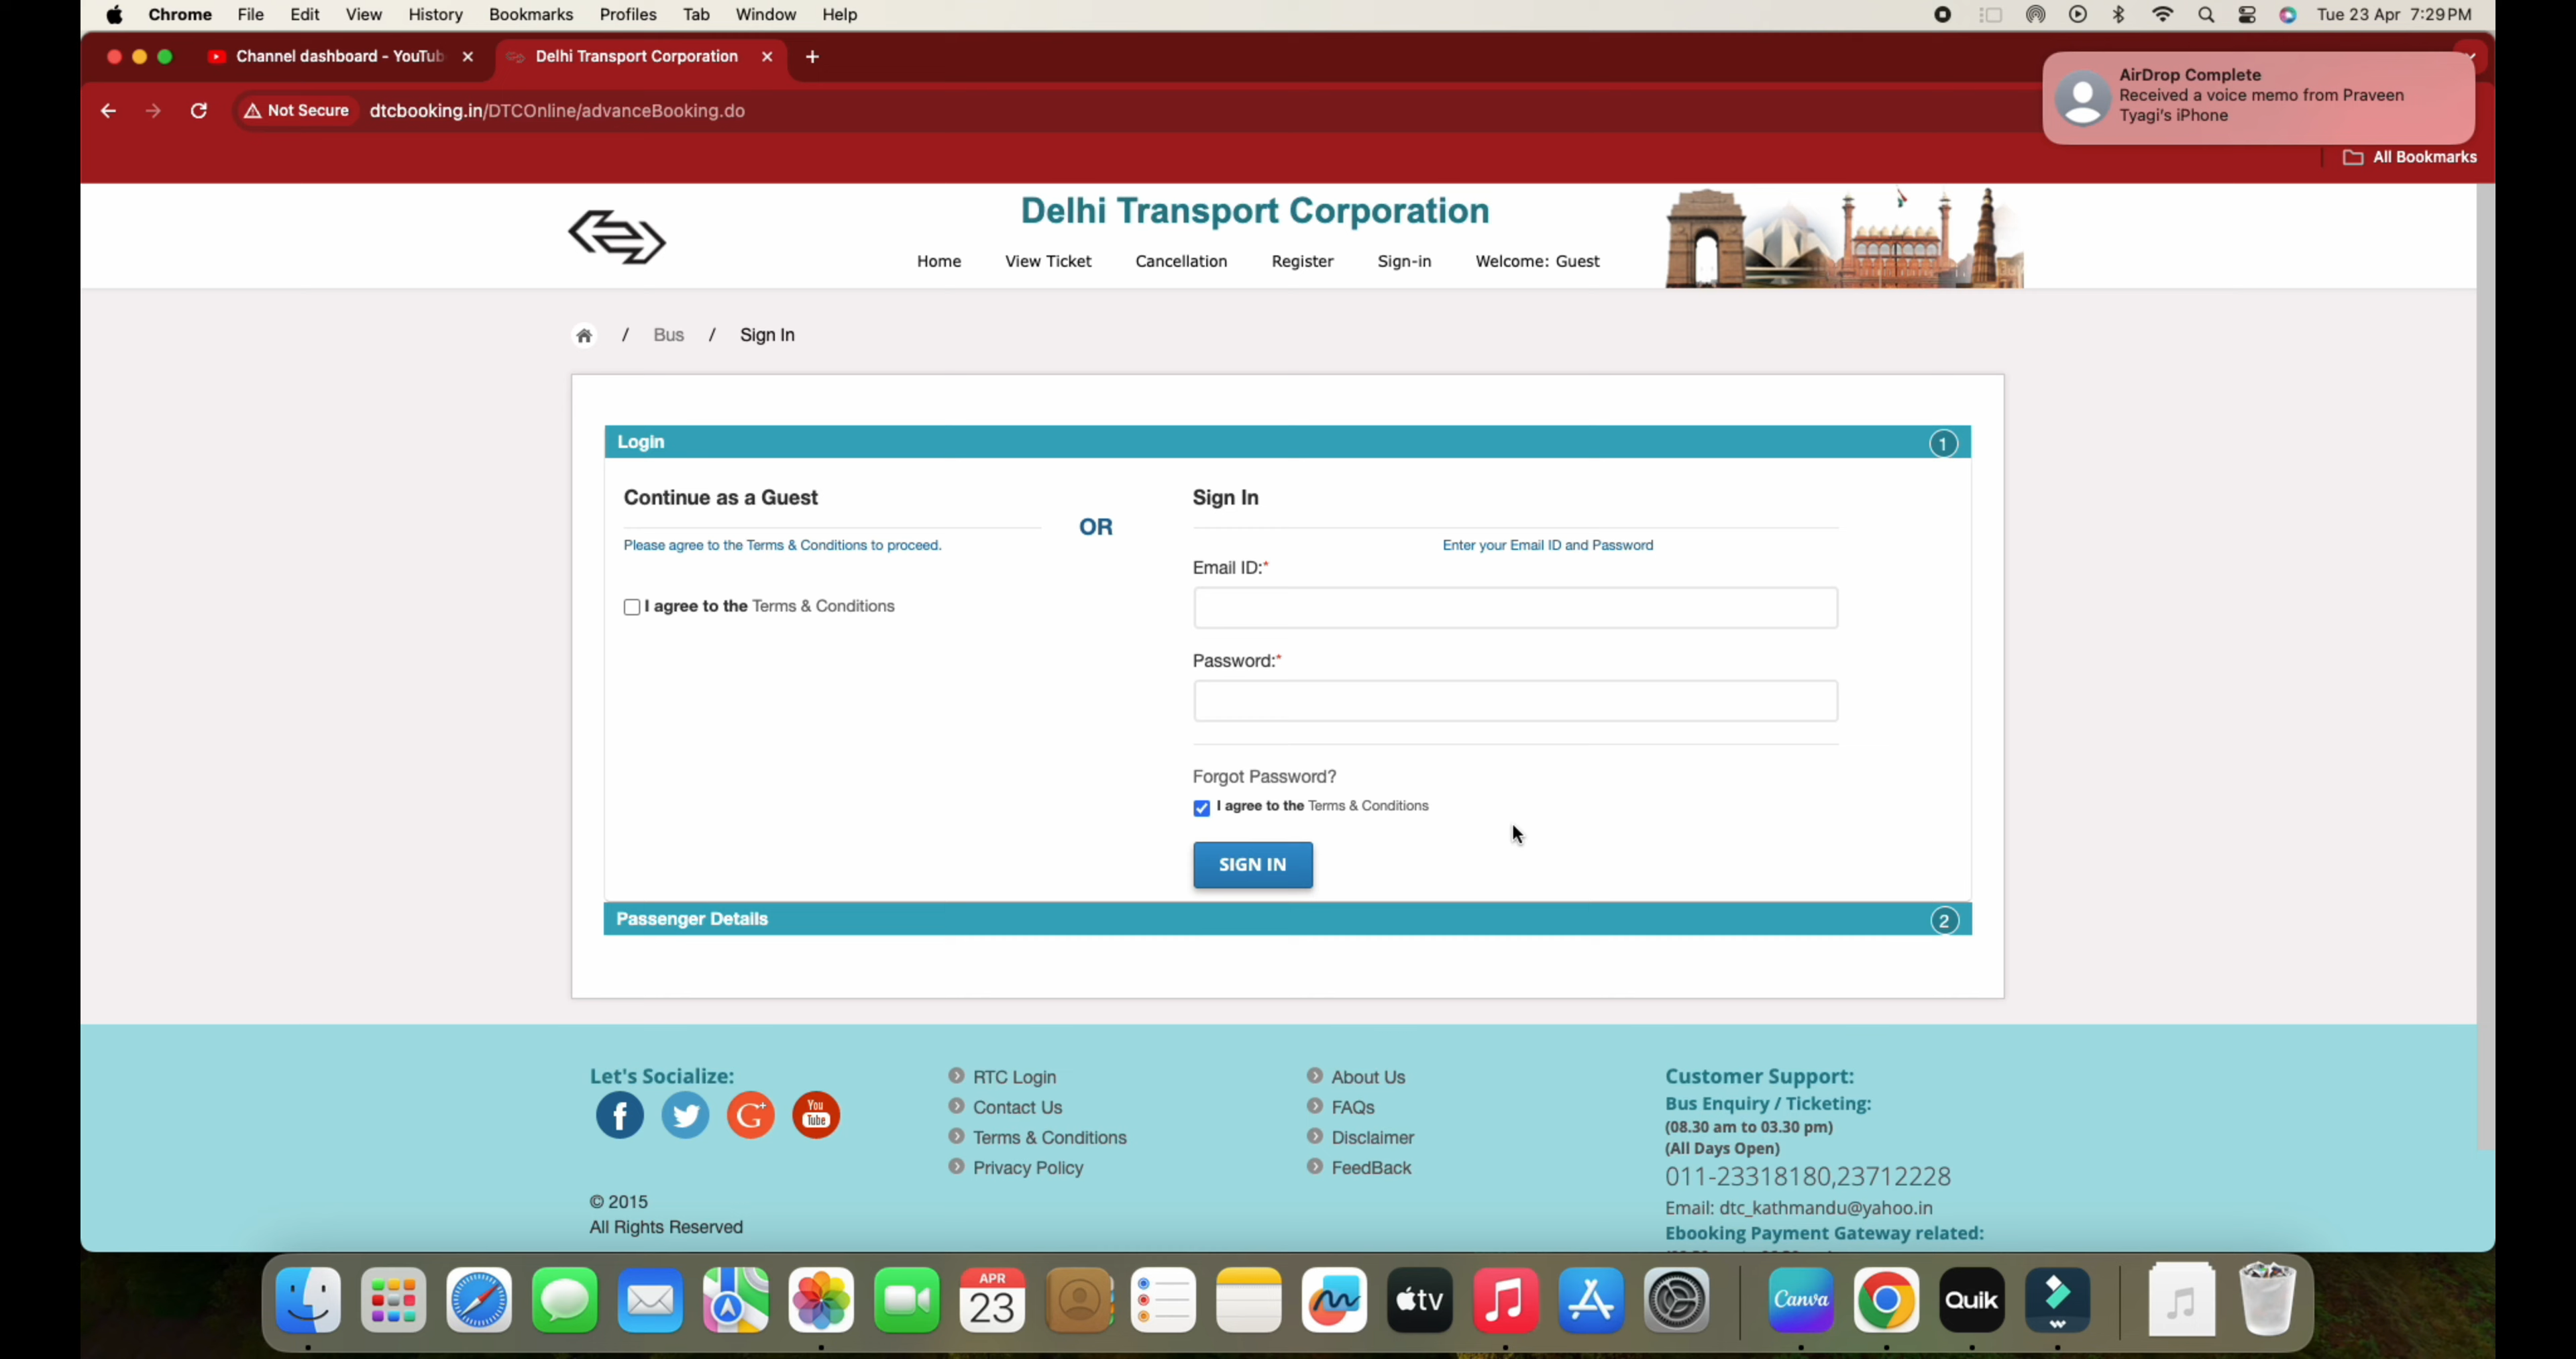 Chrome File Edit View History Bookmarks Profiles Tab Window Help Tue 23 Apr 7:29 PM
Channel dashboard - YouTub Delhi Transport Corporation
Not Secure dtcbooking.in/DTCOnline/advanceBooking.do
AirDrop Complete
Received a voice memo from Praveen
Tyagi's iPhone
All Bookmarks
Delhi Transport Corporation
Home View Ticket Cancellation Register Sign-in Welcome: Guest
/ Bus / Sign In
Login 1
Continue as a Guest
OR
Sign In
Please agree to the Terms & Conditions to proceed.
Enter your Email ID and Password
Email ID:*
I agree to the Terms & Conditions
Password:*
Forgot Password?
I agree to the Terms & Conditions
SIGN IN
Passenger Details 2
Let's Socialize:
You
Tube
© 2015
All Rights Reserved
RTC Login
Contact Us
Terms & Conditions
Privacy Policy
About Us
FAQs
Disclaimer
FeedBack
Customer Support:
Bus Enquiry / Ticketing:
(08.30 am to 03.30 pm)
(All Days Open)
011-23318180,23712228
Email: dtc_kathmandu@yahoo.in
Ebooking Payment Gateway related:
APR
23
tv
Canva
Quik